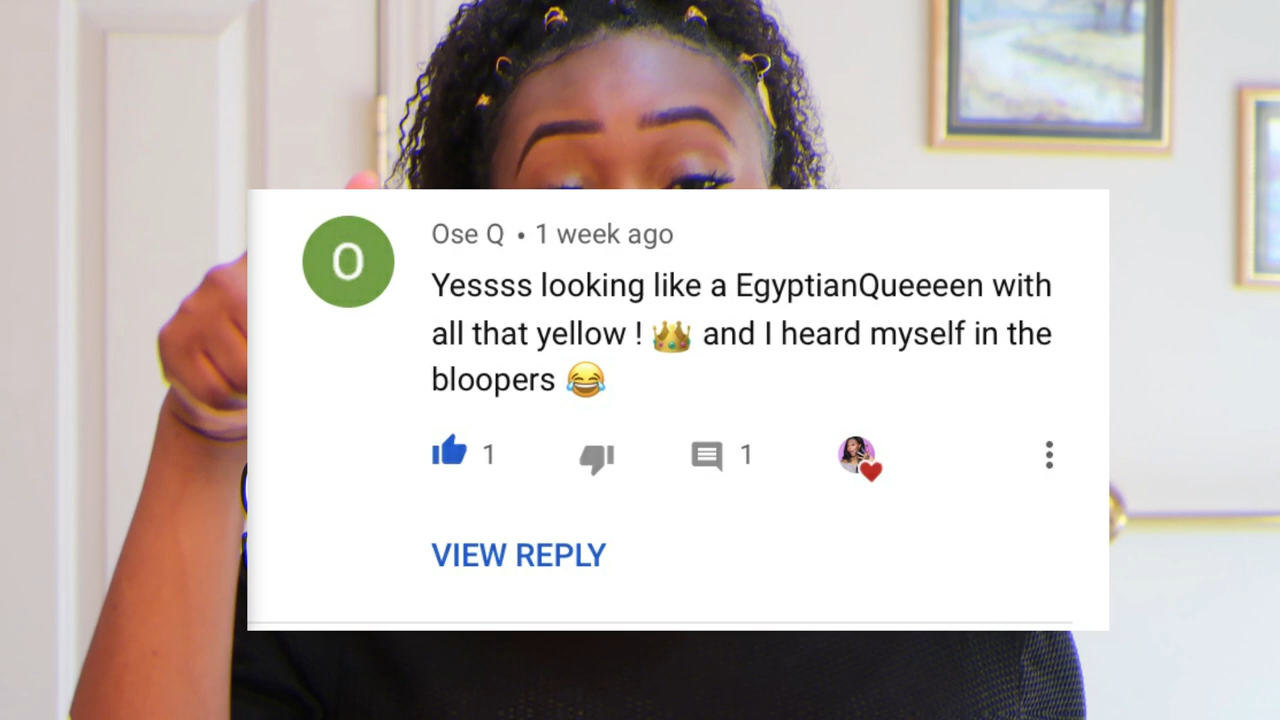 O
Ose Q • 1 week ago
Yessss looking like a EgyptianQueeeen with
all that yellow ! 👑 and I heard myself in the
bloopers 😂
1 1
VIEW REPLY